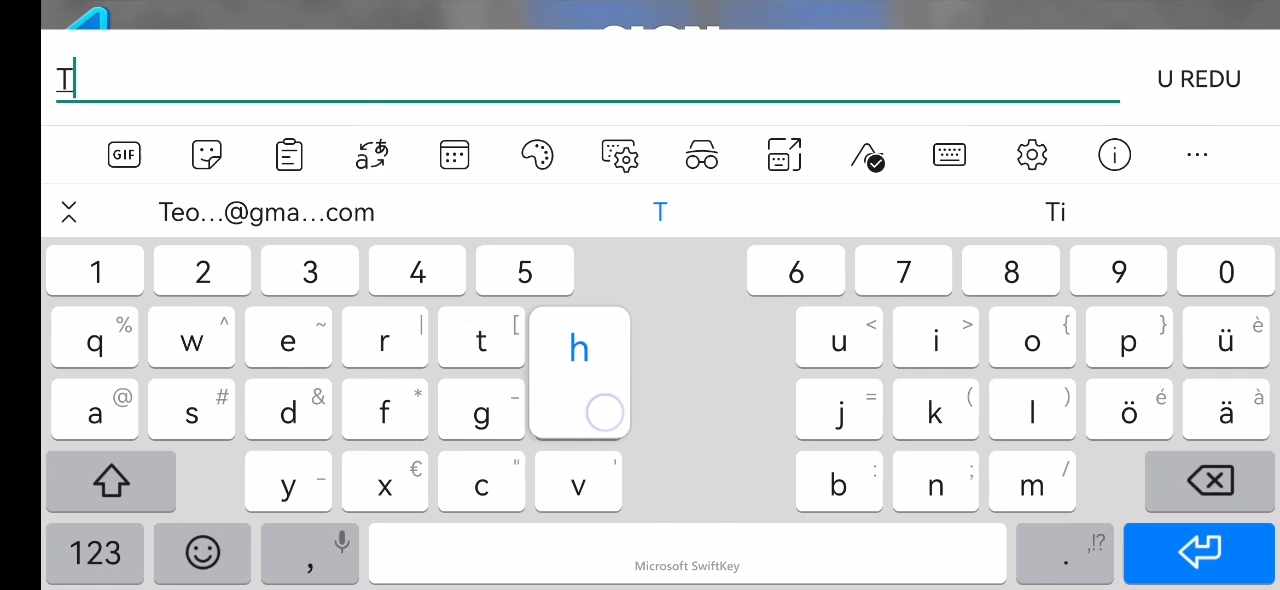 T
U REDU
GIF
Teo...@gma...com T Ti
1 2 3 4 5 6 7 8 9 0
q % w ^ e ~ r | t [ h u < i > o { p } ü è
a @ s # d & f * g - j = k ( l ) ö é ä à
y _ x € c " v ' b : n ; m /
123 , Microsoft SwiftKey . ,!?